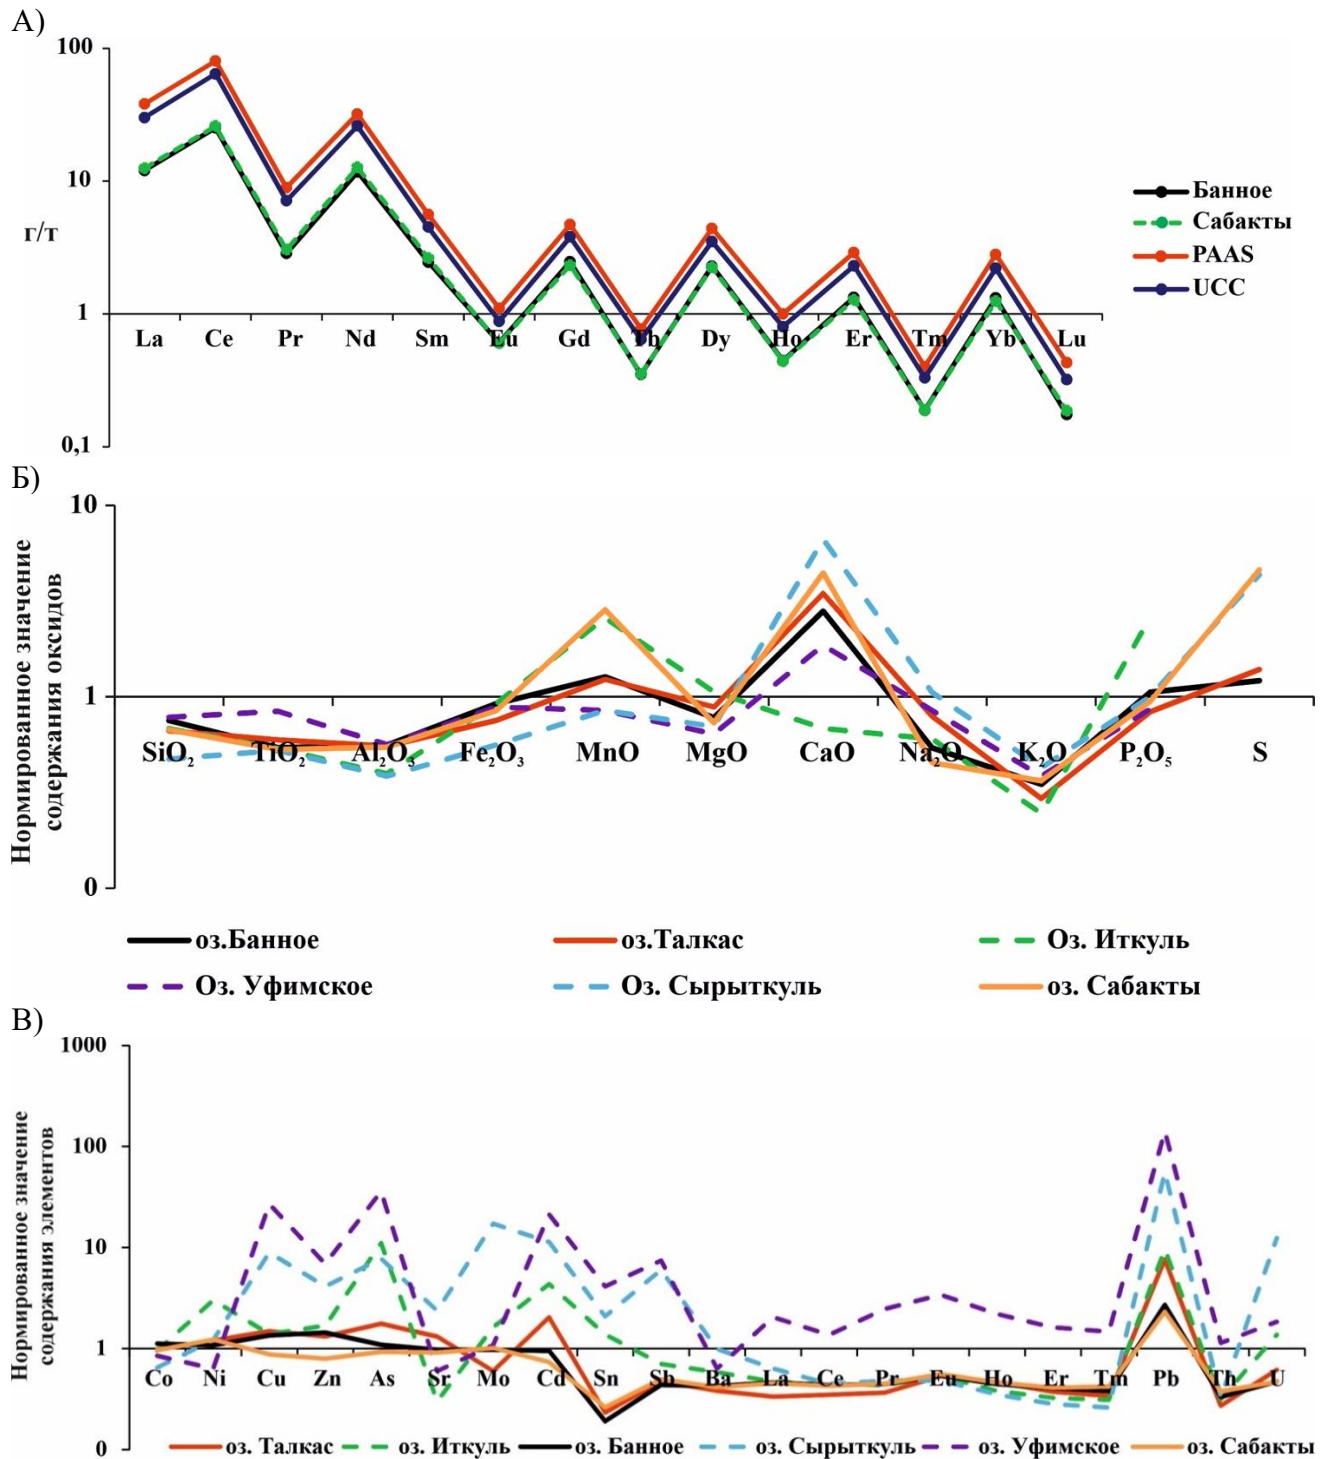 А)
100
10
г/т
1
0,1
La Ce Pr Nd Sm Eu Gd Tb Dy Ho Er Tm Yb Lu
Банное
Сабакты
PAAS
UCC
Б)
Нормированное значение
содержания оксидов
10
1
0
SiO₂ TiO₂ Al₂O₃ Fe₂O₃ MnO MgO CaO Na₂O K₂O P₂O₅ S
оз.Банное оз.Талкас Оз. Иткуль
Оз. Уфимское Оз. Сырыткуль оз. Сабакты
В)
Нормированное значение
содержания элементов
1000
100
10
1
0
Co Ni Cu Zn As Sr Mo Cd Sn Sb Ba La Ce Pr Eu Ho Er Tm Pb Th U
оз. Талкас оз. Иткуль оз. Банное оз. Сырыткуль оз. Уфимское оз. Сабакты